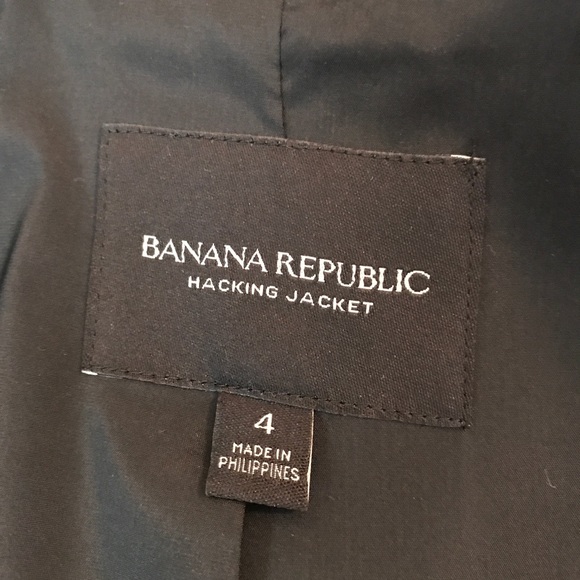 BANANA REPUBLIC
HACKING JACKET
4
MADE IN
PHILIPPINES